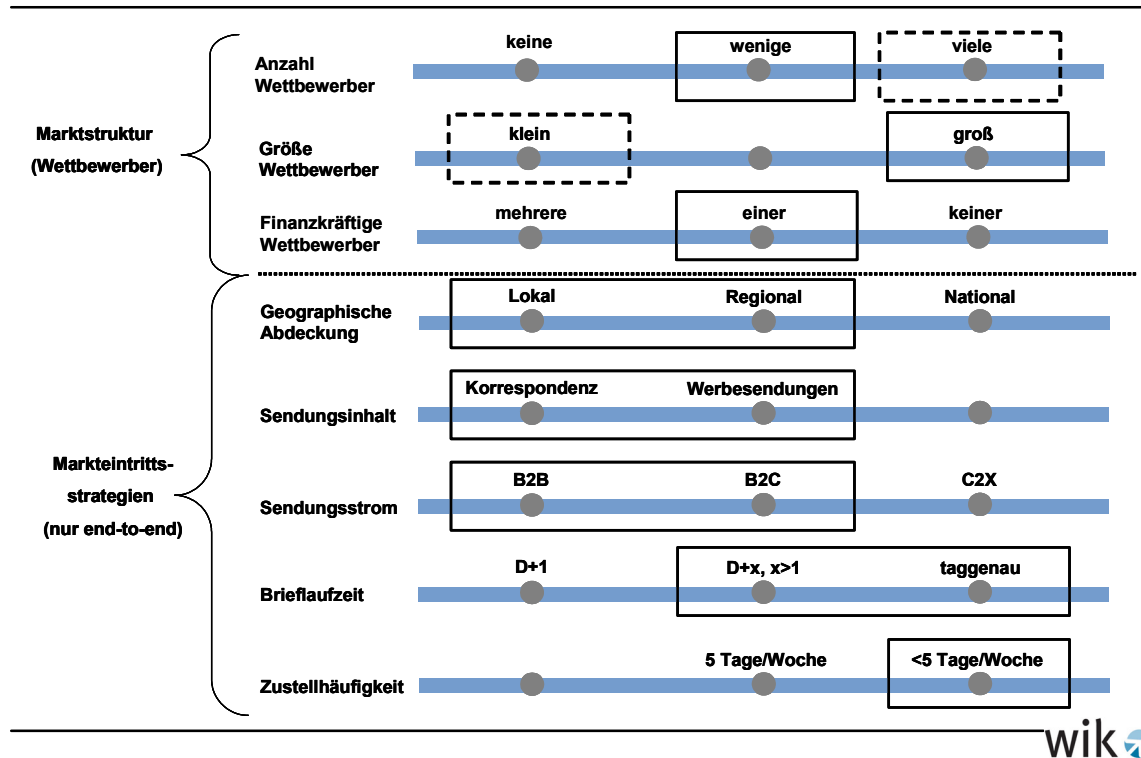 keine
wenige
viele
Anzahl
Wettbewerber
Marktstruktur
(Wettbewerber)
klein
groß
Größe
Wettbewerber
mehrere
einer
keiner
Finanzkräftige
Wettbewerber
Lokal
Regional
National
Geographische
Abdeckung
Korrespondenz
Werbesendungen
Sendungsinhalt
Markteintritts-
strategien
(nur end-to-end)
B2B
B2C
C2X
Sendungsstrom
D+1
D+x, x>1
taggenau
Brieflaufzeit
5 Tage/Woche
<5 Tage/Woche
Zustellhäufigkeit
wik